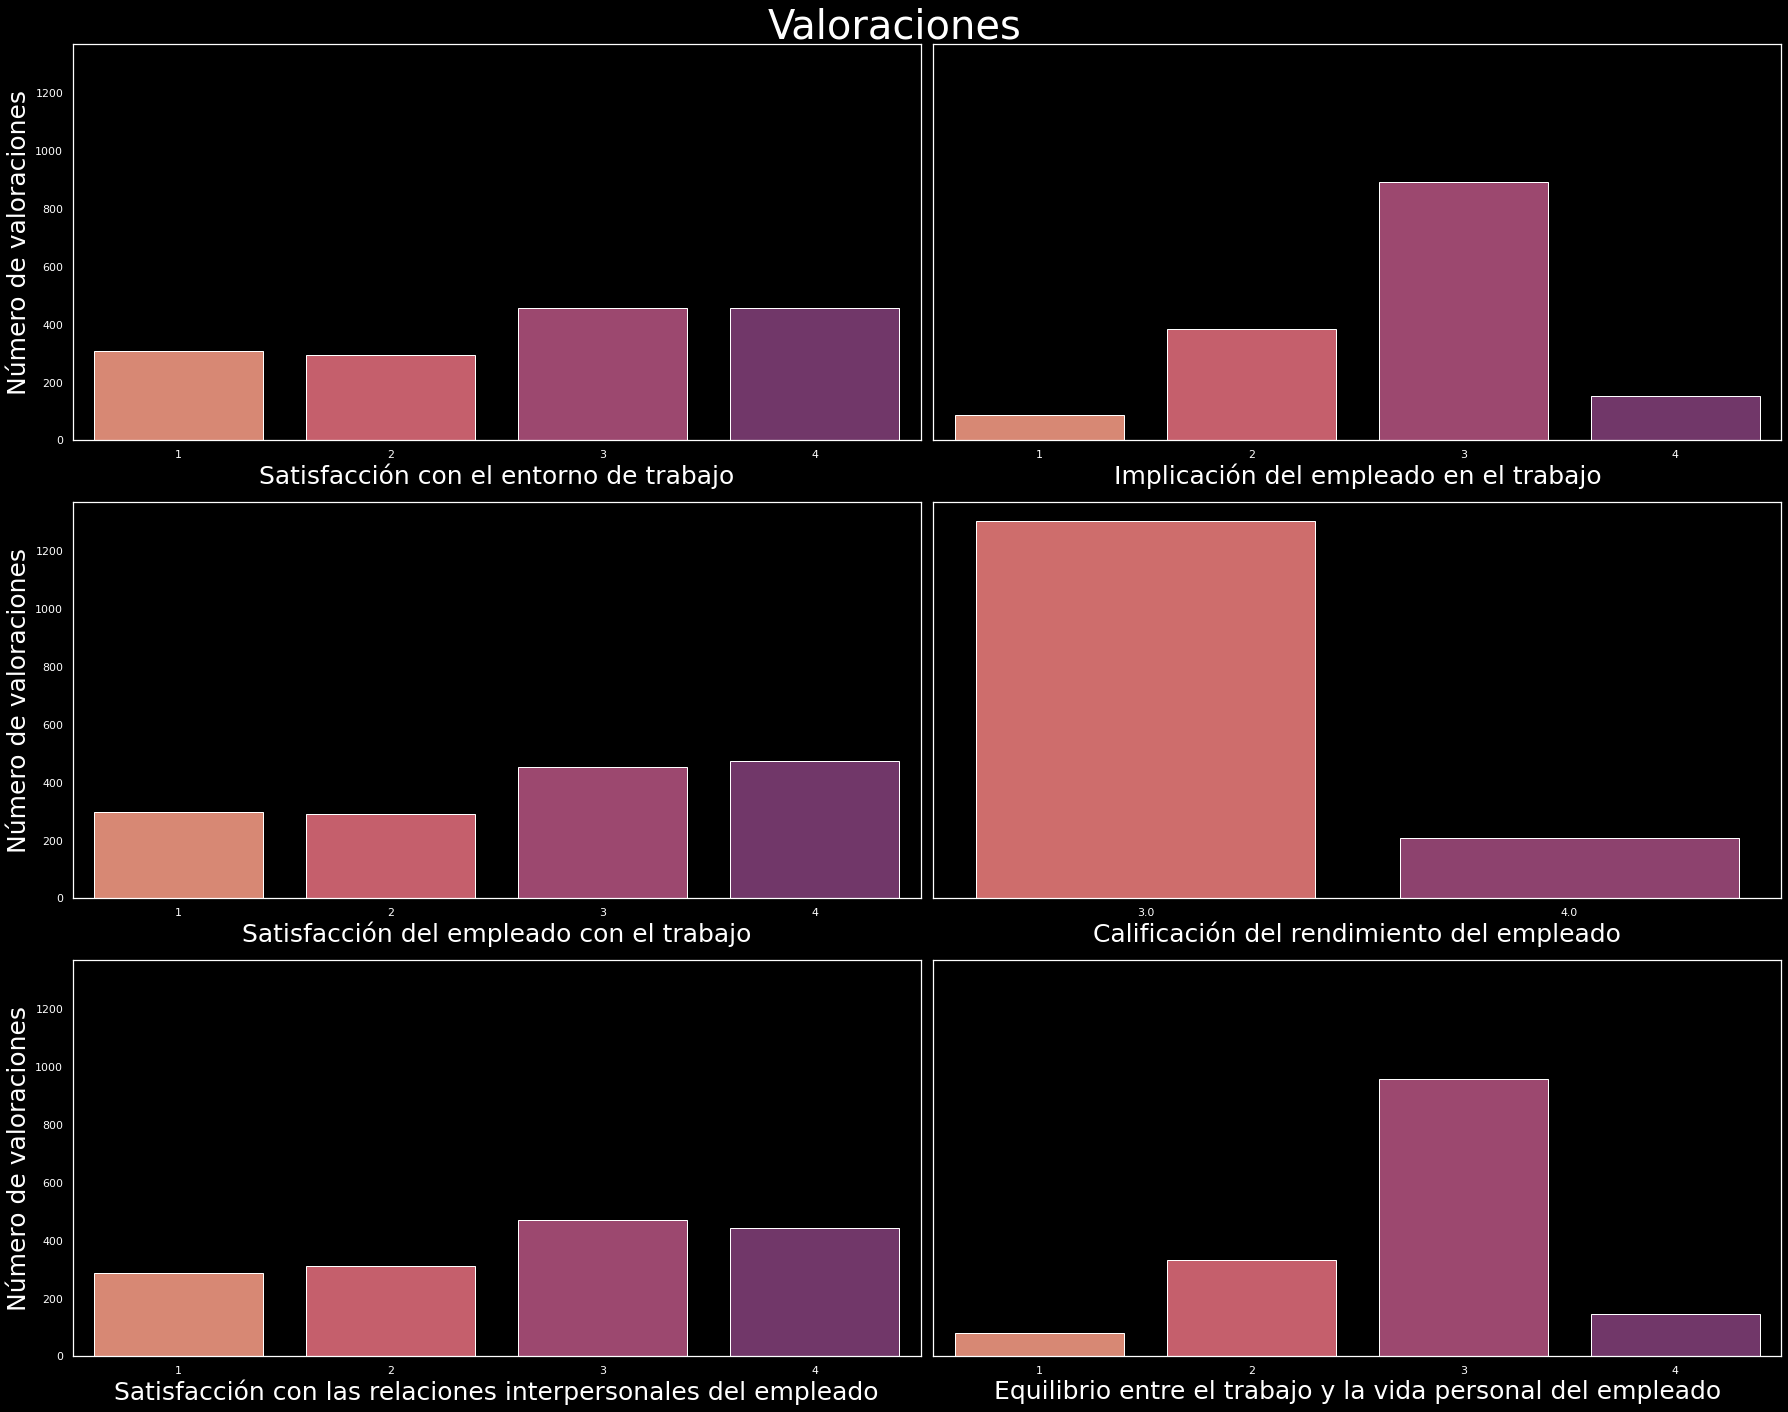 Valoraciones
Número de valoraciones
1200
1000
800
600
400
200
0
1 2 3 4
Satisfacción con el entorno de trabajo
1 2 3 4
Implicación del empleado en el trabajo
Número de valoraciones
1200
1000
800
600
400
200
0
1 2 3 4
Satisfacción del empleado con el trabajo
3.0 4.0
Calificación del rendimiento del empleado
Número de valoraciones
1200
1000
800
600
400
200
0
1 2 3 4
Satisfacción con las relaciones interpersonales del empleado
1 2 3 4
Equilibrio entre el trabajo y la vida personal del empleado